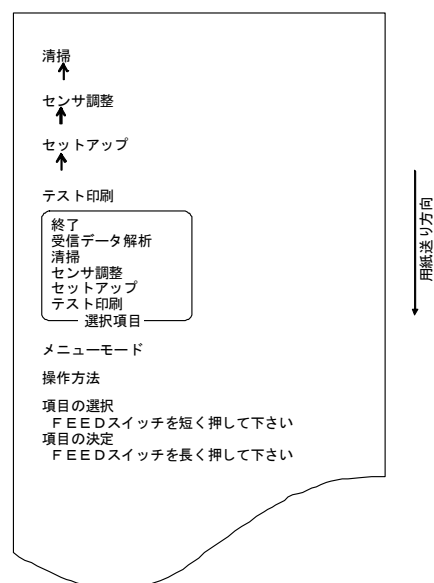 清掃
センサ調整
セットアップ
テスト印刷
終了
受信データ解析
清掃
センサ調整
セットアップ
テスト印刷
選択項目
メニューモード
操作方法
項目の選択
ＦＥＥＤスイッチを短く押して下さい
項目の決定
ＦＥＥＤスイッチを長く押して下さい
用紙送り方向